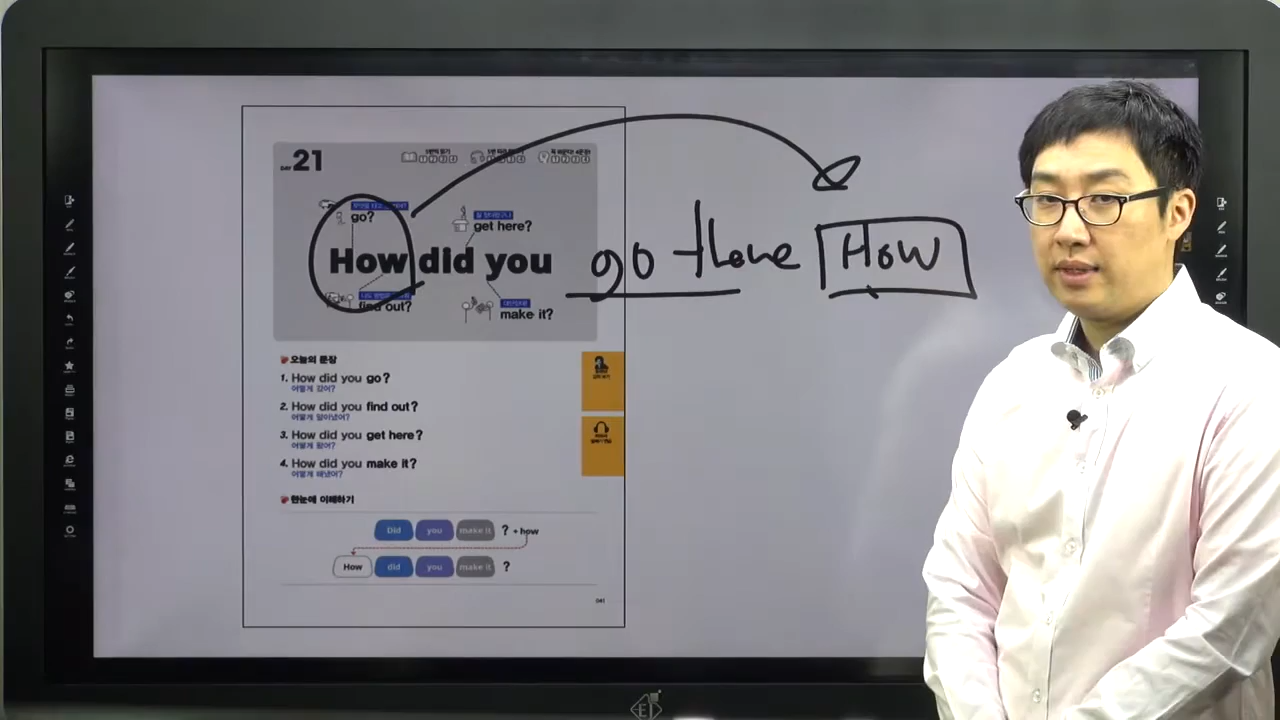 DAY 21
go?
get here?
How did you
find out?
make it?
go there How
오늘의 문장
1. How did you go?
어떻게 갔어?
2. How did you find out?
어떻게 알아냈어?
3. How did you get here?
어떻게 왔어?
4. How did you make it?
어떻게 해냈어?
한눈에 이해하기
Did you make it ? + how
How did you make it ?
041